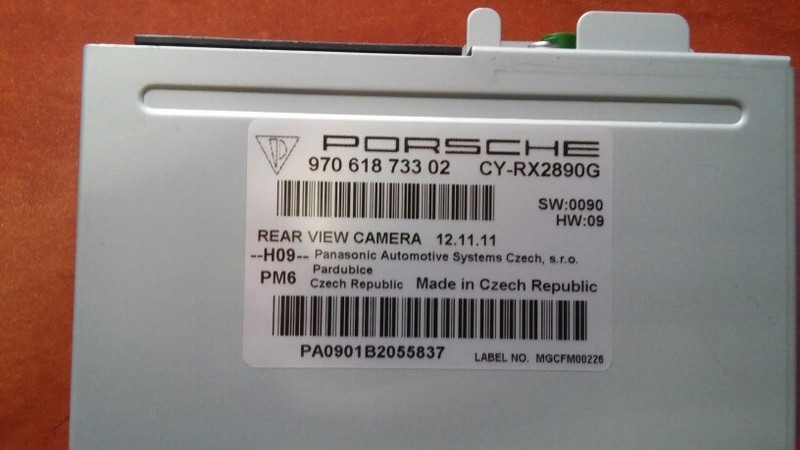 PORSCHE
970 618 733 02 CY-RX2890G
SW:0090
HW:09
REAR VIEW CAMERA 12.11.11
--H09-- Panasonic Automotive Systems Czech, s.r.o.
Pardubice
PM6 Czech Republic Made in Czech Republic
PA0901B2055837 LABEL NO. MGCFM00226